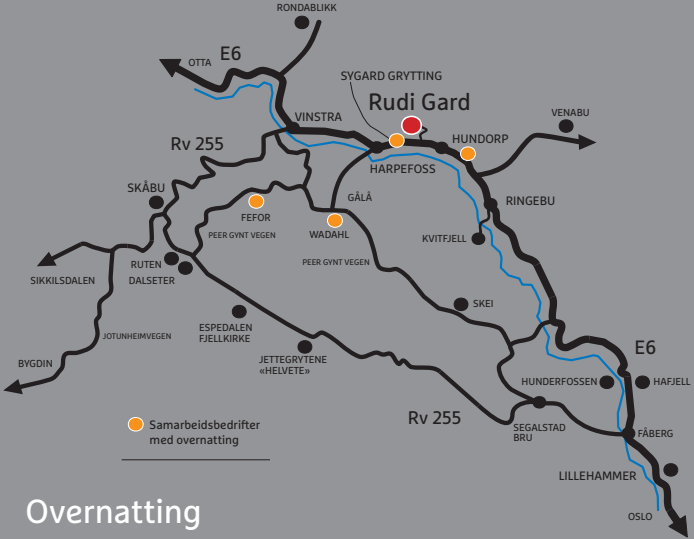 RONDABLIKK
E6
OTTA
SYGARD GRYTTING
Rudi Gard
VINSTRA
VENABU
Rv 255
HUNDORP
HARPEFOSS
SKÅBU
GÅLÅ
RINGEBU
FEFOR
WADAHL
PEER GYNT VEGEN
KVITFJELL
PEER GYNT VEGEN
RUTEN
DALSETER
SIKKILSDALEN
SKEI
ESPEDALEN
FJELLKIRKE
JOTUNHEIMVEGEN
E6
JETTEGRYTENE
«HELVETE»
BYGDIN
HUNDERFOSSEN
HAFJELL
Rv 255
Samarbeidsbedrifter
med overnatting
SEGALSTAD
BRU
FÅBERG
LILLEHAMMER
Overnatting
OSLO